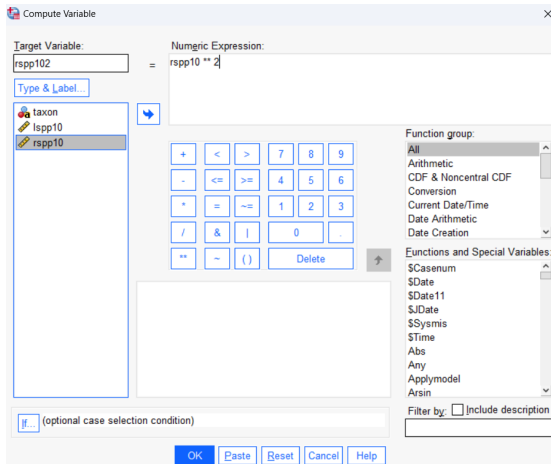 Compute Variable
Target Variable:
rspp102
=
Numeric Expression:
rspp10 ** 2
Type & Label...
taxon
lspp10
rspp10
+ < > 7 8 9
- <= >= 4 5 6
* = ~= 1 2 3
/ & | 0 .
** ~ ( ) Delete
Function group:
All
Arithmetic
CDF & Noncentral CDF
Conversion
Current Date/Time
Date Arithmetic
Date Creation
Functions and Special Variables:
$Casenum
$Date
$Date11
$JDate
$Sysmis
$Time
Abs
Any
Applymodel
Arsin
If... (optional case selection condition)
Filter by: Include description
OK Paste Reset Cancel Help